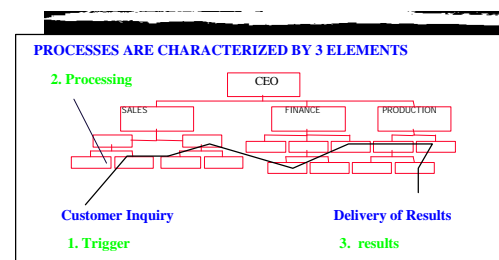 PROCESSES ARE CHARACTERIZED BY 3 ELEMENTS
2. Processing
CEO
SALES
FINANCE
PRODUCTION
Customer Inquiry
Delivery of Results
1. Trigger
3. results